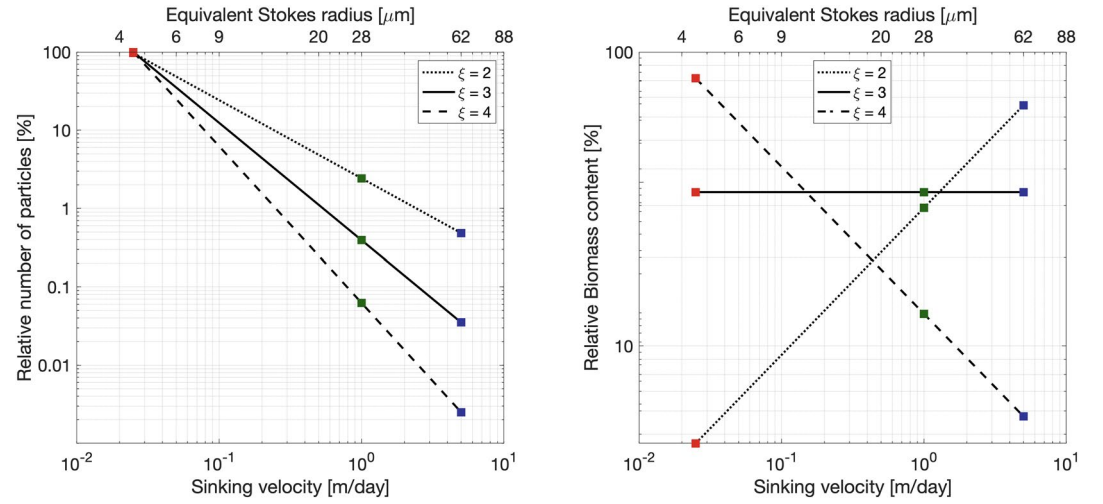 Equivalent Stokes radius [μm]
4 6 9 20 28 62 88
100
10
1
0.1
0.01
Relative number of particles [%]
ξ = 2
ξ = 3
ξ = 4
10-2 10-1 100 101
Sinking velocity [m/day]
Equivalent Stokes radius [μm]
4 6 9 20 28 62 88
100
10
Relative Biomass content [%]
ξ = 2
ξ = 3
ξ = 4
10-2 10-1 100 101
Sinking velocity [m/day]